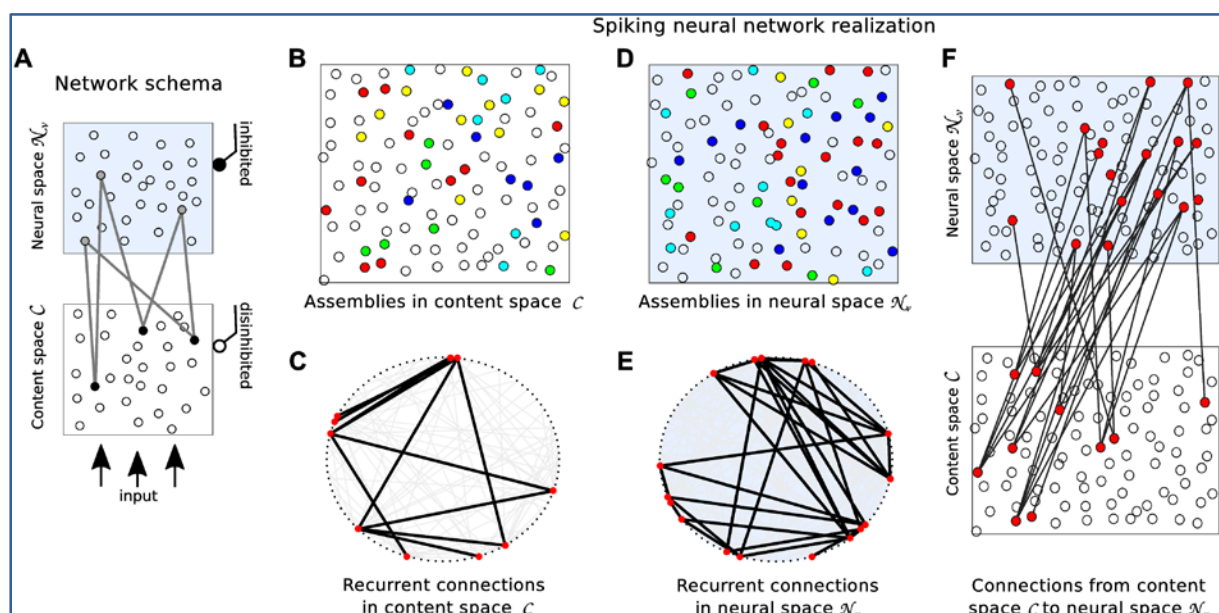 Spiking neural network realization
A
Network schema
Neural space 𝒩ᵥ
inhibited
Content space 𝒞
disinhibited
input
B
Assemblies in content space 𝒞
C
Recurrent connections
in content space 𝒞
D
Assemblies in neural space 𝒩ᵥ
E
Recurrent connections
in neural space 𝒩ᵥ
F
Neural space 𝒩ᵥ
Content space 𝒞
Connections from content
space 𝒞 to neural space 𝒩ᵥ